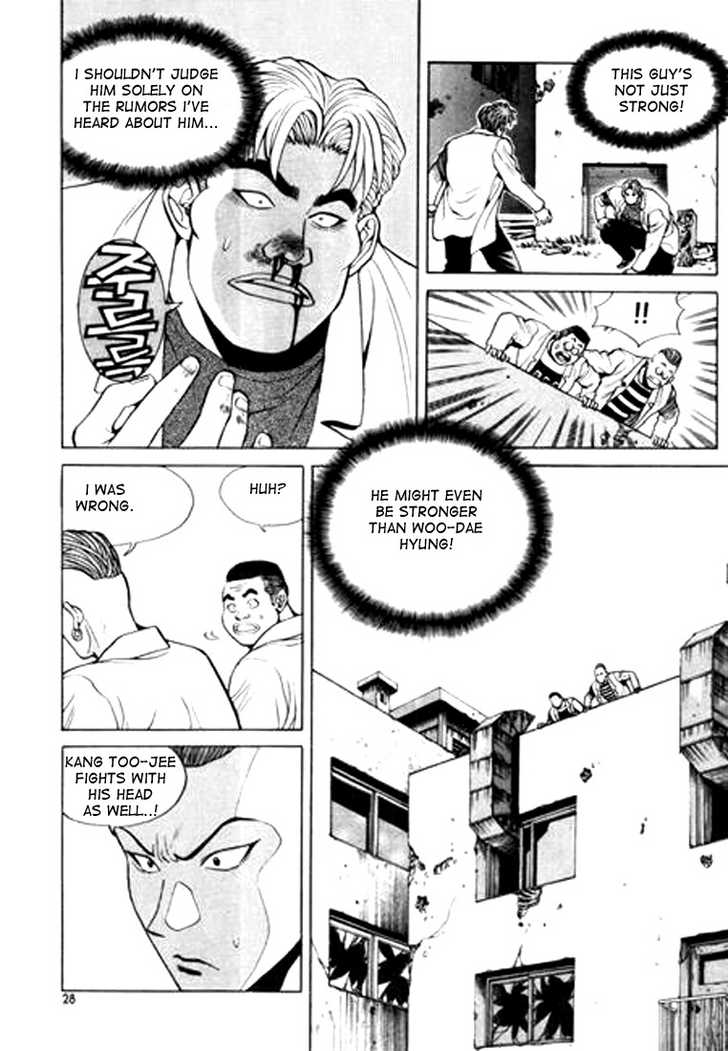 I SHOULDN'T JUDGE
HIM SOLELY ON
THE RUMORS I'VE
HEARD ABOUT HIM...
THIS GUY'S
NOT JUST
STRONG!
!!
HE MIGHT EVEN
BE STRONGER
THAN WOO-DAE
HYUNG!
I WAS
WRONG.
HUH?
KANG TOO-JEE
FIGHTS WITH
HIS HEAD
AS WELL..!
28